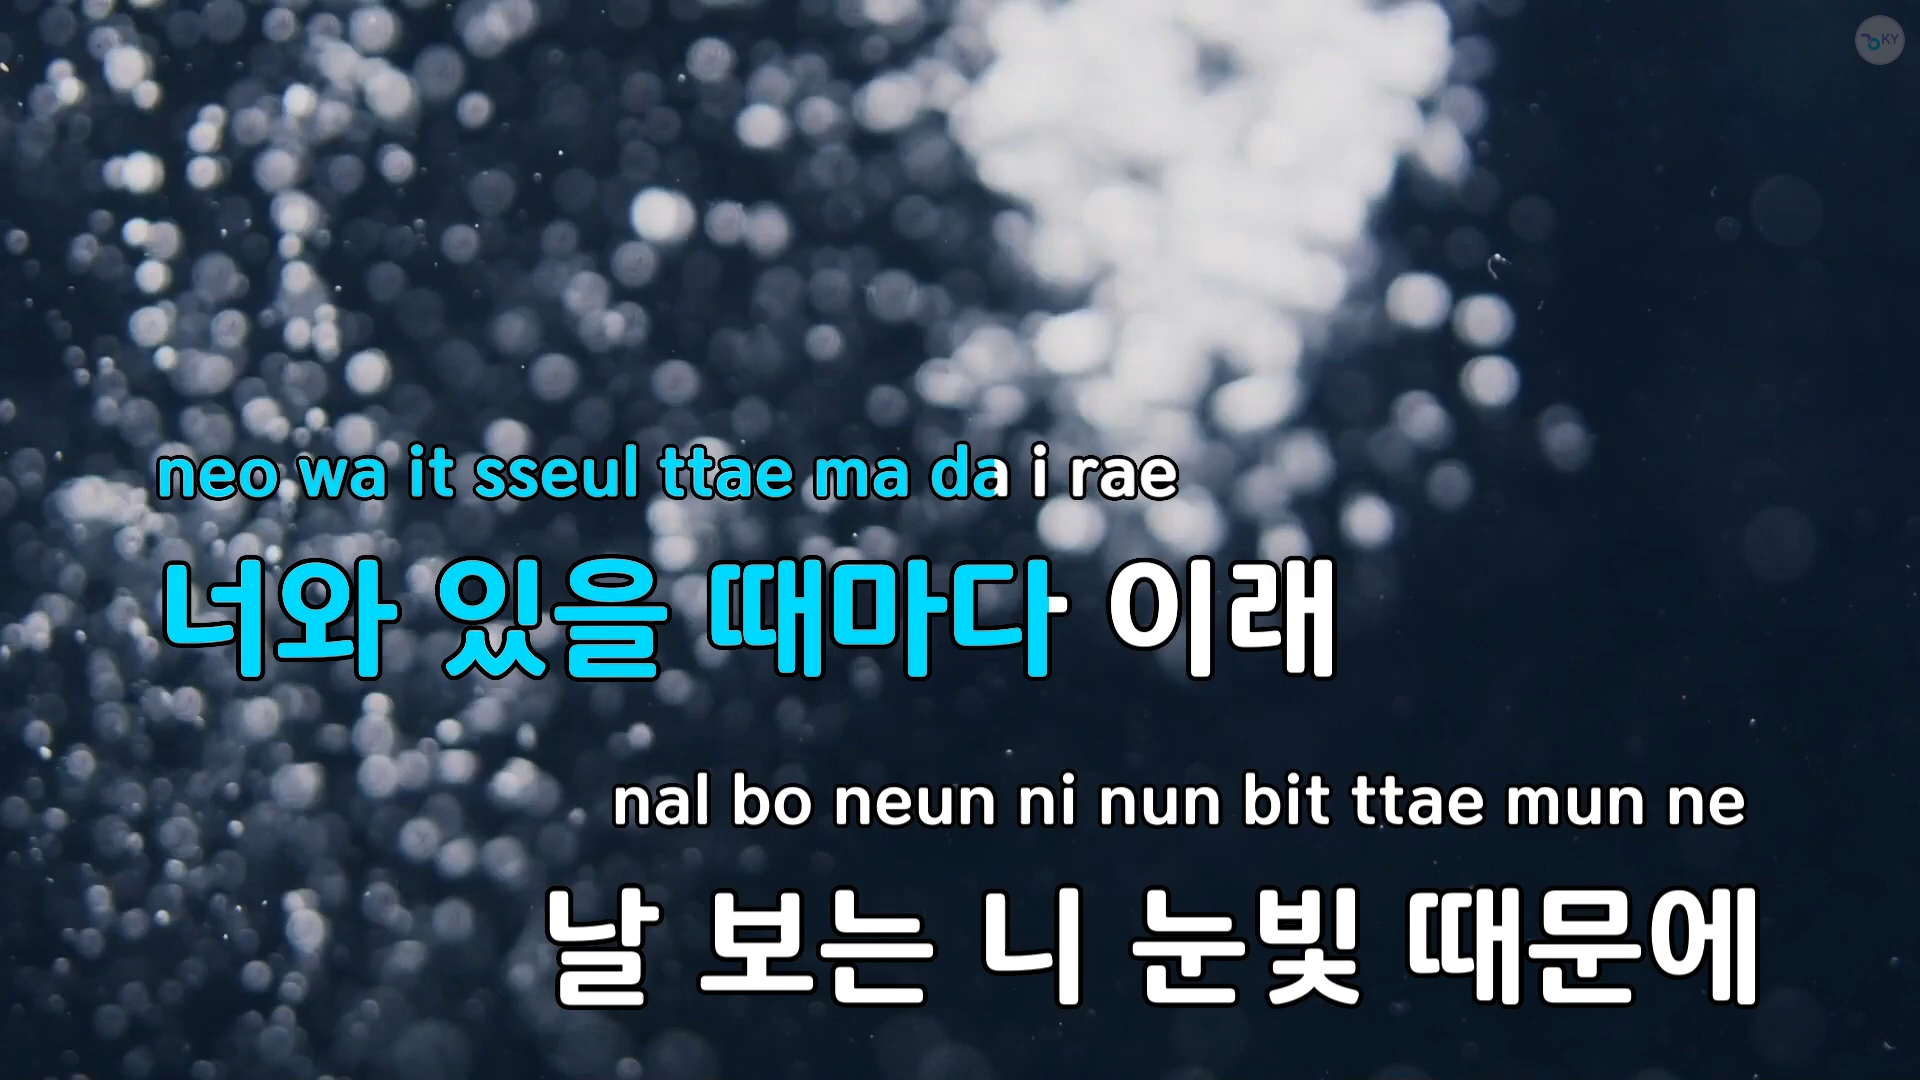 KY
neo wa it sseul ttae ma da i rae
너와 있을 때마다 이래
nal bo neun ni nun bit ttae mun ne
날 보는 니 눈빛 때문에